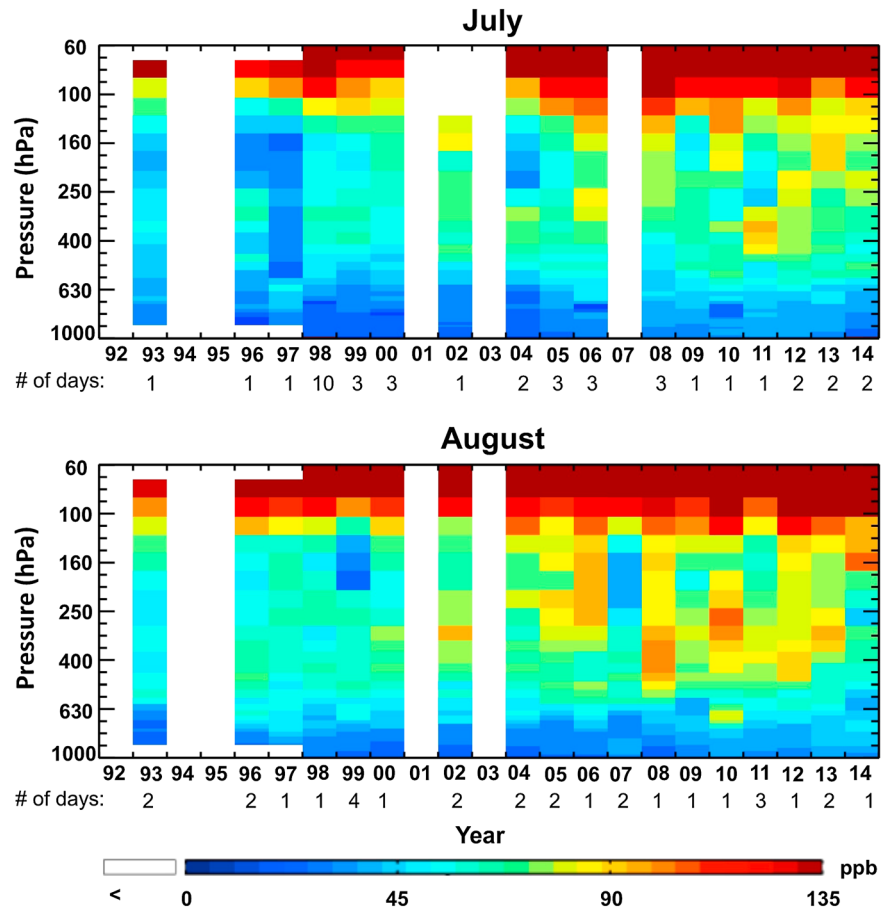 July
Pressure (hPa)
60
100
160
250
400
630
1000
92 93 94 95 96 97 98 99 00 01 02 03 04 05 06 07 08 09 10 11 12 13 14
# of days: 1 1 1 10 3 3 1 2 3 3 3 1 1 1 2 2 2
August
Pressure (hPa)
60
100
160
250
400
630
1000
92 93 94 95 96 97 98 99 00 01 02 03 04 05 06 07 08 09 10 11 12 13 14
# of days: 2 2 1 1 4 1 2 2 2 1 2 1 1 1 3 1 2 1
Year
ppb
< 0 45 90 135